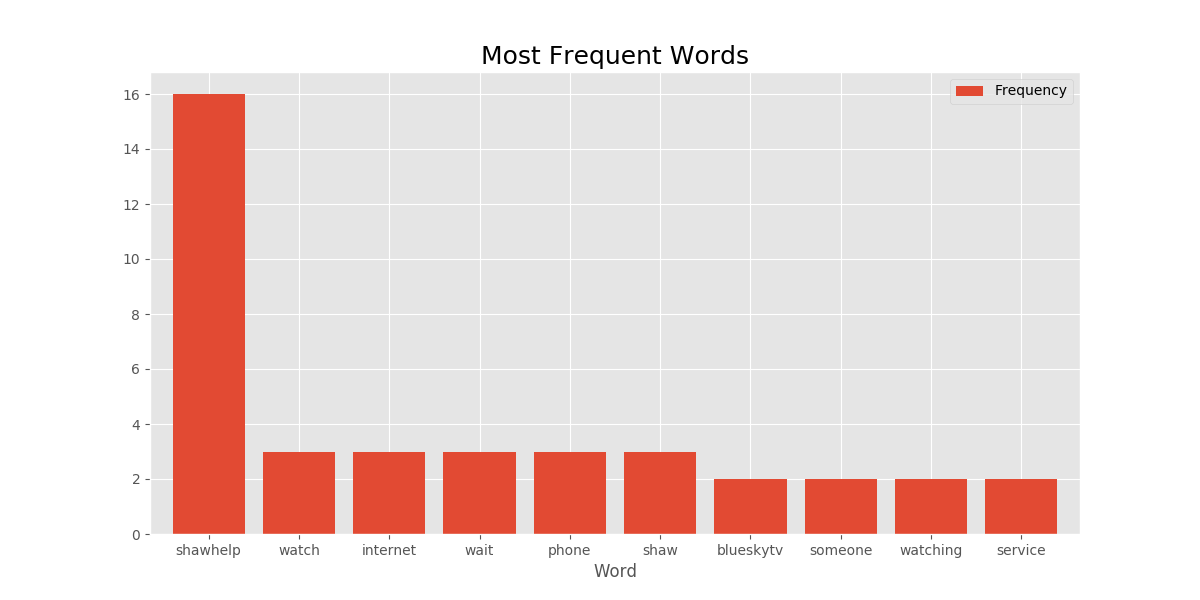 Most Frequent Words
Frequency
16
14
12
10
8
6
4
2
0
shawhelp watch internet wait phone shaw blueskytv someone watching service
Word